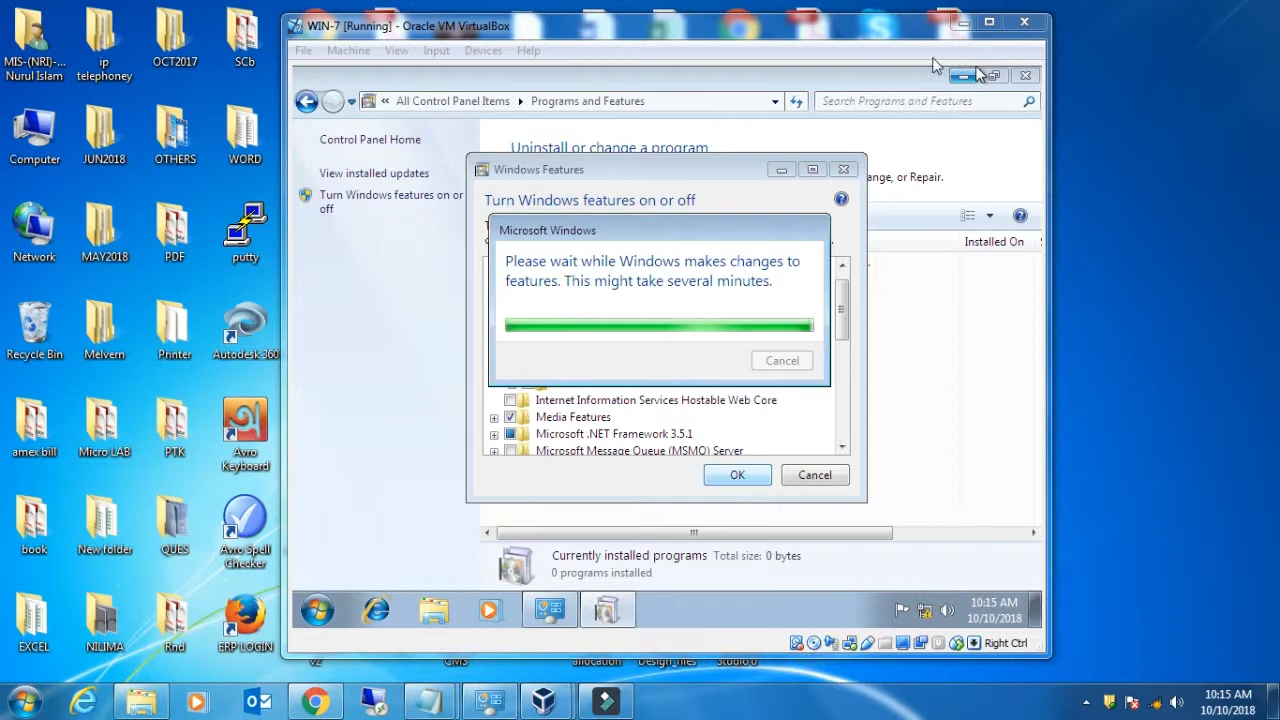 WIN-7 [Running] - Oracle VM VirtualBox
File Machine View Input Devices Help
All Control Panel Items Programs and Features
Search Programs and Features
Control Panel Home
View installed updates
Turn Windows features on or
off
Uninstall or change a program
ange, or Repair.
Installed On
Windows Features
Turn Windows features on or off
Microsoft Windows
Please wait while Windows makes changes to
features. This might take several minutes.
Cancel
Internet Information Services Hostable Web Core
Media Features
Microsoft .NET Framework 3.5.1
Microsoft Message Queue (MSMQ) Server
OK Cancel
Currently installed programs Total size: 0 bytes
0 programs installed
10:15 AM
10/10/2018
Right Ctrl
MIS-(NRI)-...
Nurul Islam
ip
telephoney
OCT2017
SCb
Computer
JUN2018
OTHERS
WORD
Network
MAY2018
PDF
putty
Recycle Bin
Melvern
Printer
Autodesk 360
amex bill
Micro LAB
PTK
Avro
Keyboard
book
New folder
QUES
Avro Spell
Checker
EXCEL
NILIMA
Rnd
ERP LOGIN
10:15 AM
10/10/2018